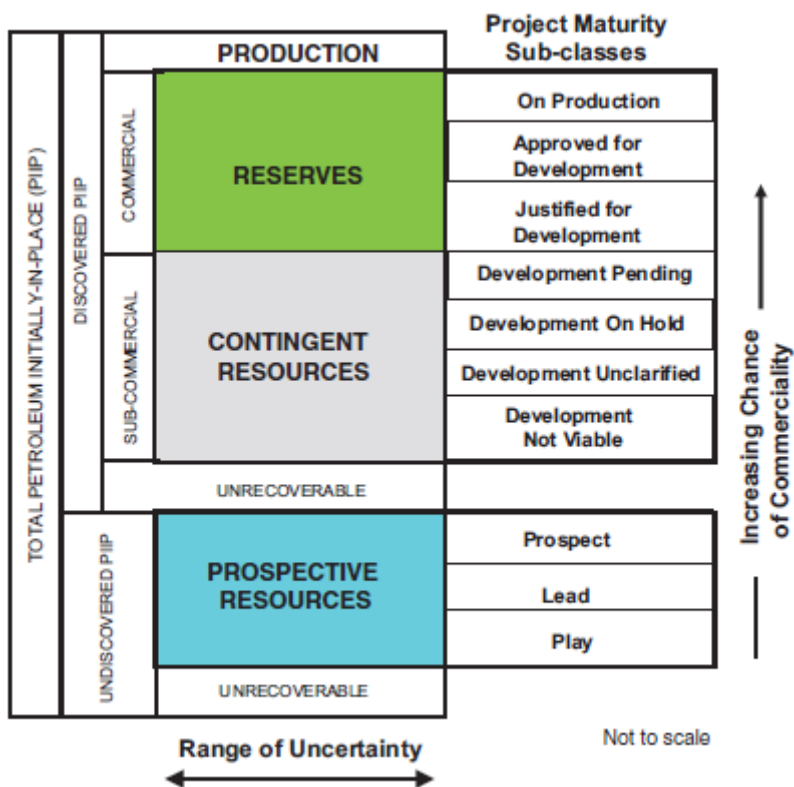 Project Maturity
Sub-classes
PRODUCTION
On Production
Approved for
Development
Justified for
Development
RESERVES
COMMERCIAL
Development Pending
Development On Hold
Development Unclarified
Development
Not Viable
CONTINGENT
RESOURCES
SUB-COMMERCIAL
UNRECOVERABLE
DISCOVERED PIIP
Prospect
Lead
Play
PROSPECTIVE
RESOURCES
UNRECOVERABLE
UNDISCOVERED PIIP
TOTAL PETROLEUM INITIALLY-IN-PLACE (PIIP)
Increasing Chance
of Commerciality
Range of Uncertainty
Not to scale